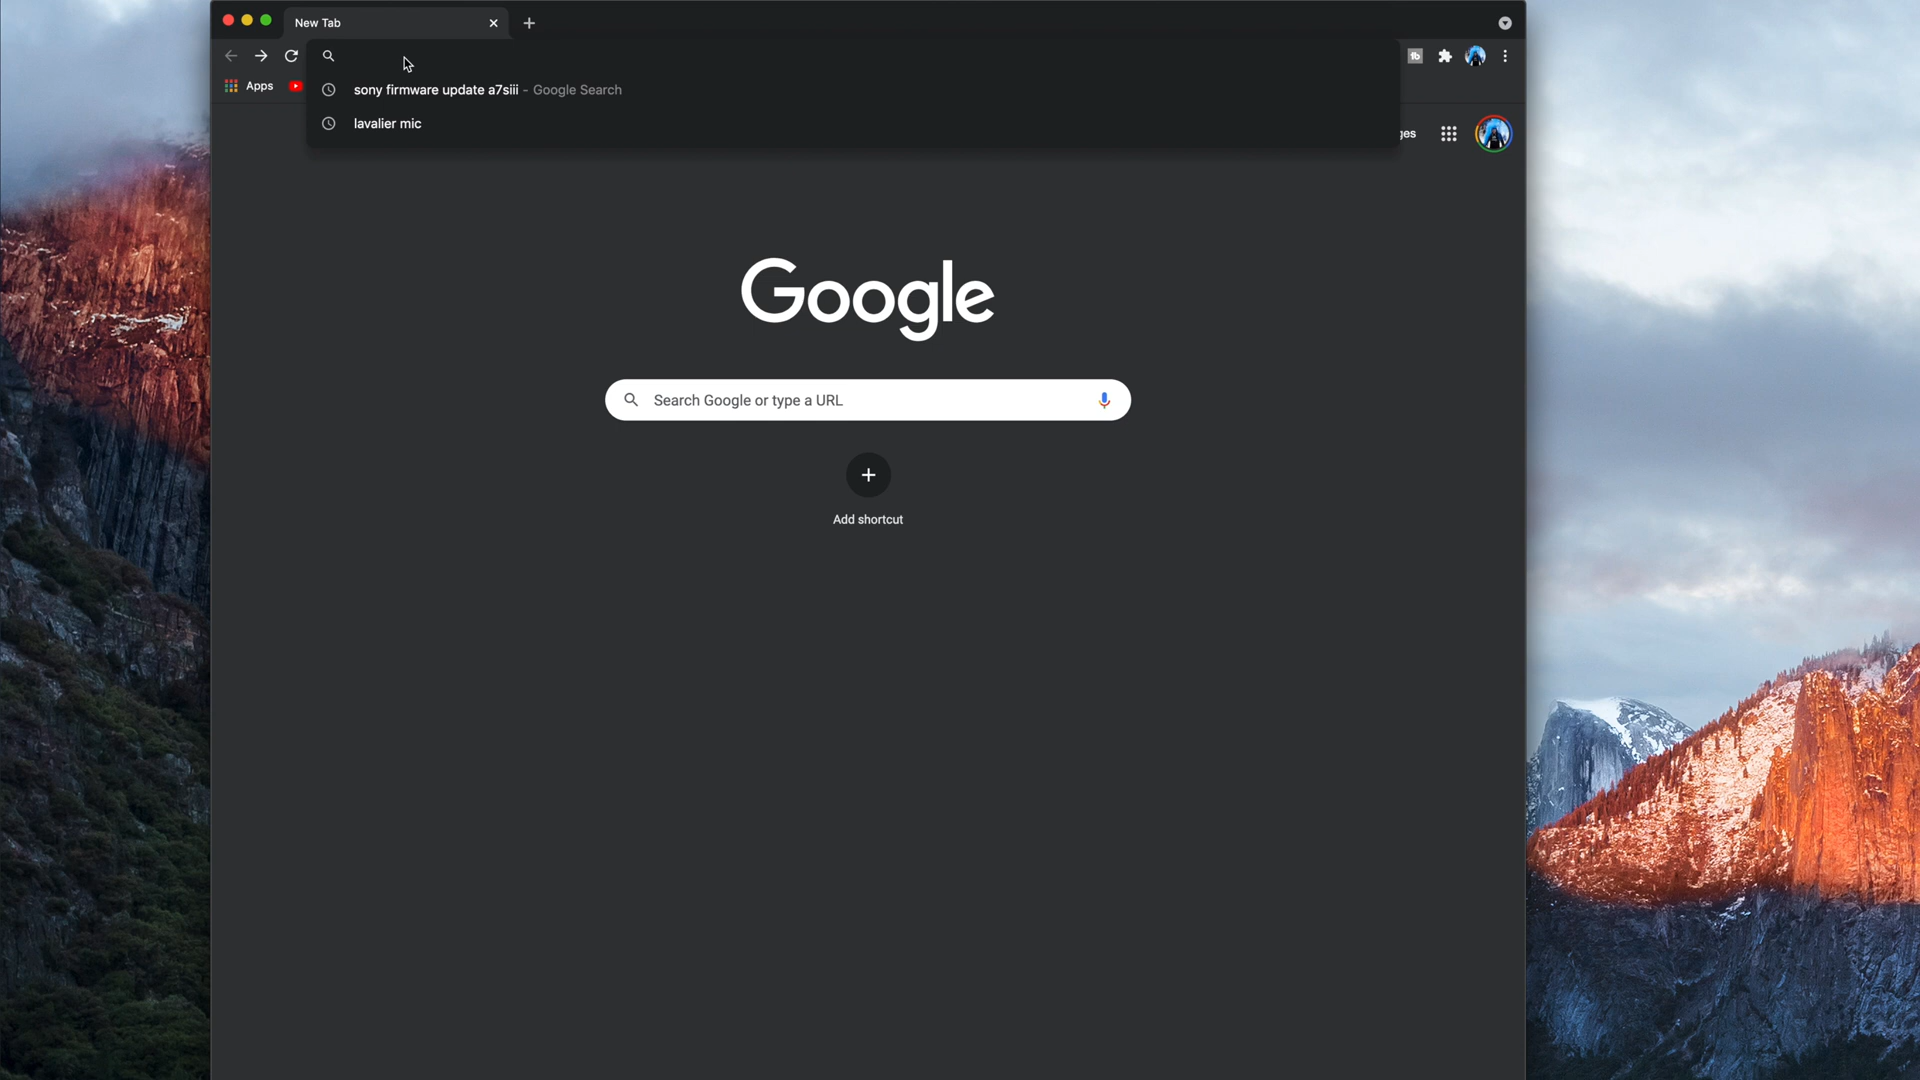 New Tab
sony firmware update a7siii - Google Search
Apps
lavalier mic
ges
Google
Search Google or type a URL
Add shortcut